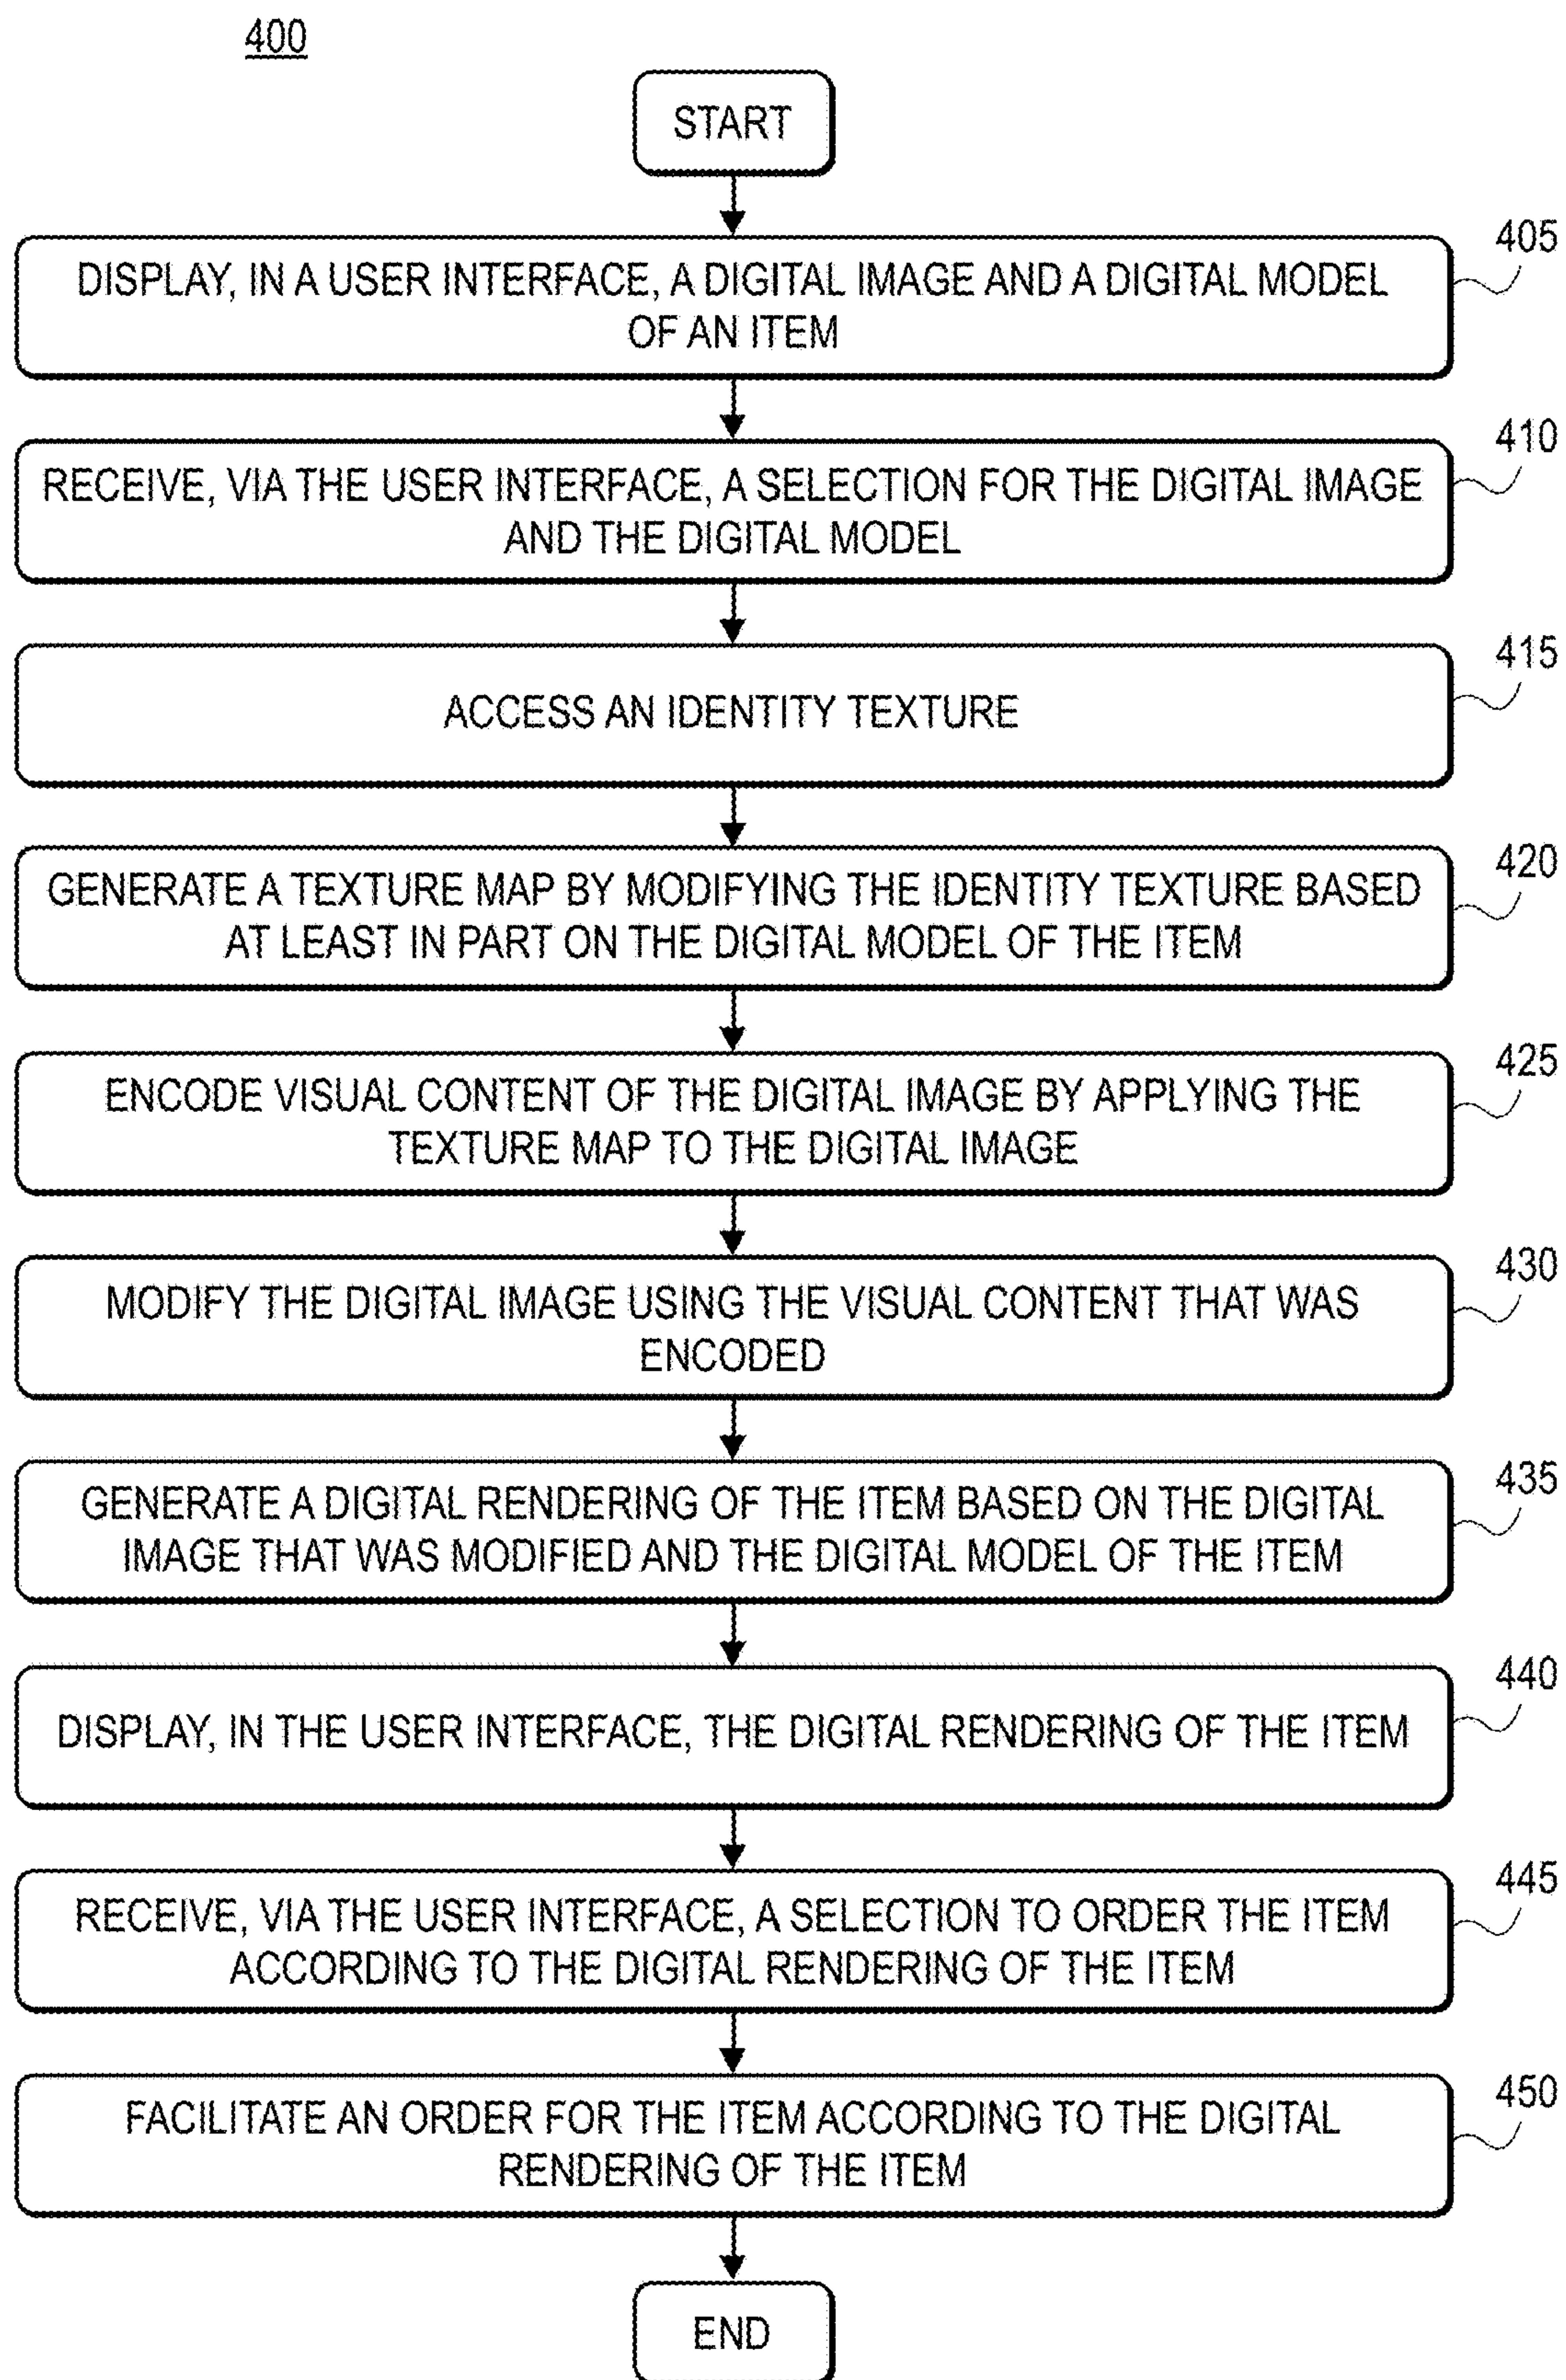 400
START
405
DISPLAY, IN A USER INTERFACE, A DIGITAL IMAGE AND A DIGITAL MODEL
OF AN ITEM
410
RECEIVE, VIA THE USER INTERFACE, A SELECTION FOR THE DIGITAL IMAGE
AND THE DIGITAL MODEL
415
ACCESS AN IDENTITY TEXTURE
420
GENERATE A TEXTURE MAP BY MODIFYING THE IDENTITY TEXTURE BASED
AT LEAST IN PART ON THE DIGITAL MODEL OF THE ITEM
425
ENCODE VISUAL CONTENT OF THE DIGITAL IMAGE BY APPLYING THE
TEXTURE MAP TO THE DIGITAL IMAGE
430
MODIFY THE DIGITAL IMAGE USING THE VISUAL CONTENT THAT WAS
ENCODED
435
GENERATE A DIGITAL RENDERING OF THE ITEM BASED ON THE DIGITAL
IMAGE THAT WAS MODIFIED AND THE DIGITAL MODEL OF THE ITEM
440
DISPLAY, IN THE USER INTERFACE, THE DIGITAL RENDERING OF THE ITEM
445
RECEIVE, VIA THE USER INTERFACE, A SELECTION TO ORDER THE ITEM
ACCORDING TO THE DIGITAL RENDERING OF THE ITEM
450
FACILITATE AN ORDER FOR THE ITEM ACCORDING TO THE DIGITAL
RENDERING OF THE ITEM
END